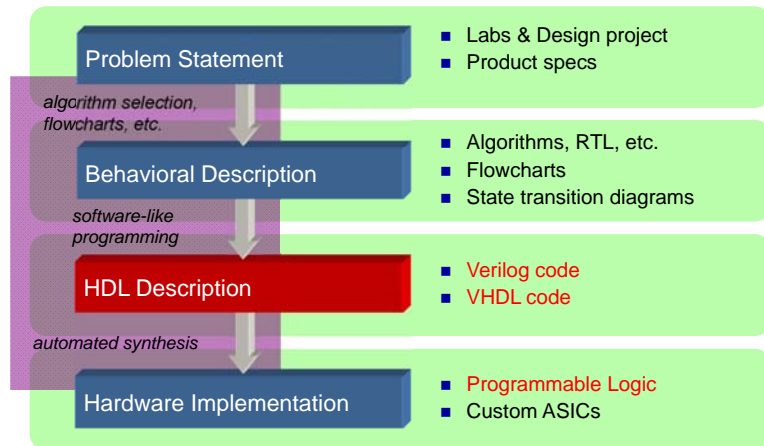 Problem Statement
■ Labs & Design project
■ Product specs
algorithm selection,
flowcharts, etc.
Behavioral Description
■ Algorithms, RTL, etc.
■ Flowcharts
■ State transition diagrams
software-like
programming
HDL Description
■ Verilog code
■ VHDL code
automated synthesis
Hardware Implementation
■ Programmable Logic
■ Custom ASICs